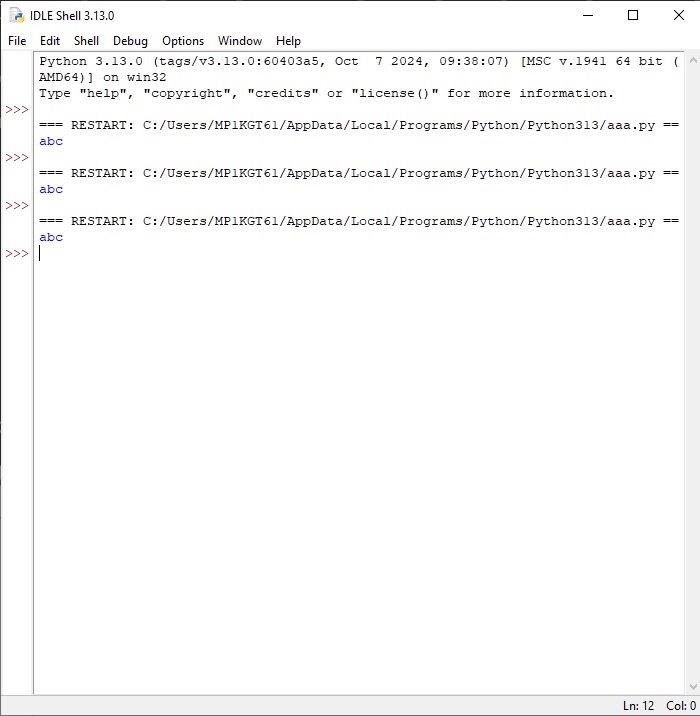 IDLE Shell 3.13.0
File Edit Shell Debug Options Window Help
Python 3.13.0 (tags/v3.13.0:60403a5, Oct  7 2024, 09:38:07) [MSC v.1941 64 bit (
AMD64)] on win32
Type "help", "copyright", "credits" or "license()" for more information.
>>>
=== RESTART: C:/Users/MP1KGT61/AppData/Local/Programs/Python/Python313/aaa.py ==
abc
>>>
=== RESTART: C:/Users/MP1KGT61/AppData/Local/Programs/Python/Python313/aaa.py ==
abc
>>>
=== RESTART: C:/Users/MP1KGT61/AppData/Local/Programs/Python/Python313/aaa.py ==
abc
>>>
Ln: 12 Col: 0